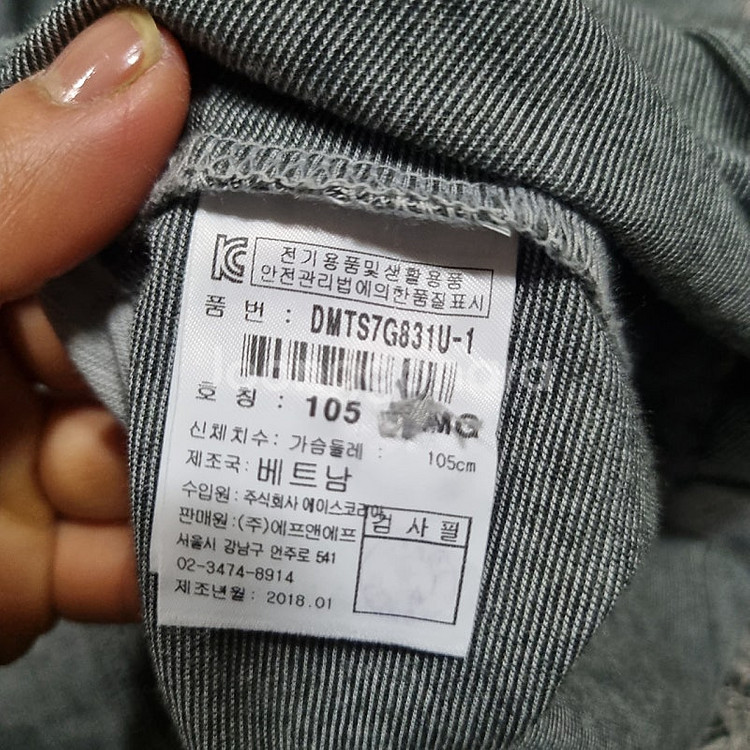 KC 전기용품및생활용품
안전관리법에의한품질표시
품 번 : DMTS7G831U-1
호 칭 : 105 MG
신체치수: 가슴둘레 : 105cm
제조국: 베트남
수입원: 주식회사 에이스코리아
판매원:(주)에프앤에프
서울시 강남구 언주로 541
02-3474-8914
제조년월: 2018.01
검 사 필